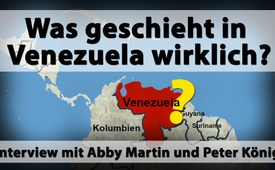 Was geschieht in
Venezuela wirklich?
Venezuela
?
Guyana
Suriname
Kolumbien
Interview mit Abby Martin und Peter König